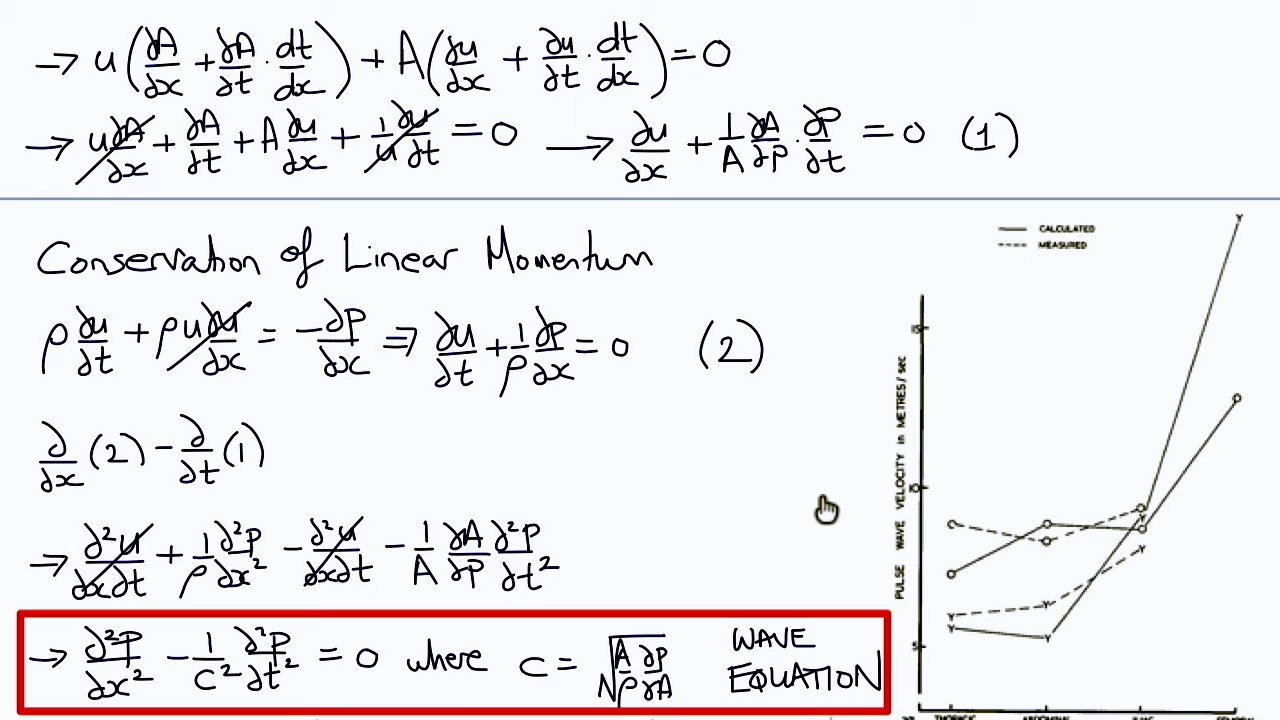 → u(∂A/∂x + ∂A/∂t · dt/dx) + A(∂u/∂x + ∂u/∂t · dt/dx) = 0
→ u∂A/∂x + ∂A/∂t + A ∂u/∂x + 1/u ∂u/∂t = 0 → ∂u/∂x + 1/A ∂A/∂P · ∂P/∂t = 0 (1)
Conservation of Linear Momentum
ρ ∂u/∂t + ρu ∂u/∂x = -∂p/∂x ⇒ ∂u/∂t + 1/ρ ∂P/∂x = 0 (2)
∂/∂x (2) - ∂/∂t (1)
→ ∂²u/∂x∂t + 1/ρ ∂²P/∂x² - ∂²u/∂x∂t - 1/A ∂A/∂P ∂²P/∂t²
→ ∂²P/∂x² - 1/c² ∂²P/∂t² = 0 where c = √(A/ρ ∂P/∂A) WAVE EQUATION
CALCULATED
MEASURED
PULSE WAVE VELOCITY in METRES/sec
15
10
5
Y
Y
Y
Y
Y
Y
Y